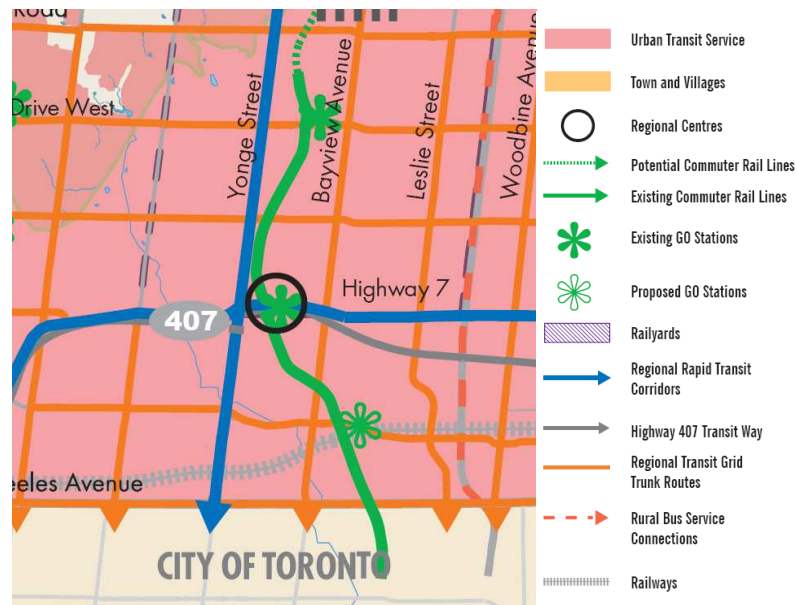 Road
Drive West
Yonge Street
Bayview Avenue
Leslie Street
Woodbine Avenue
Highway 7
407
eeles Avenue
CITY OF TORONTO
Urban Transit Service
Town and Villages
Regional Centres
Potential Commuter Rail Lines
Existing Commuter Rail Lines
Existing GO Stations
Proposed GO Stations
Railyards
Regional Rapid Transit
Corridors
Highway 407 Transit Way
Regional Transit Grid
Trunk Routes
Rural Bus Service
Connections
Railways